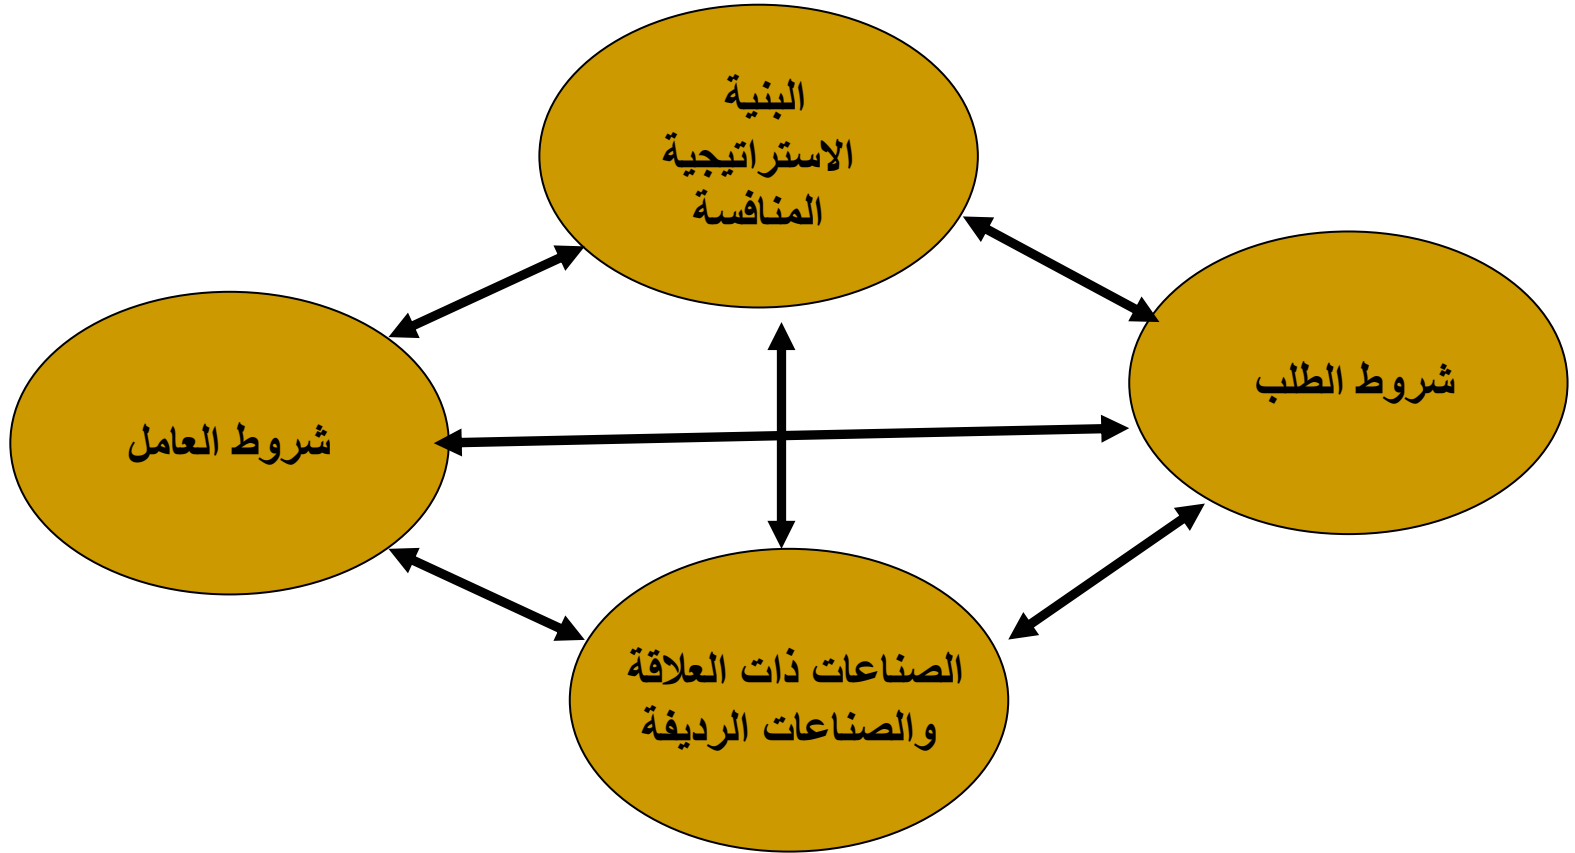 البنية
الاستراتيجية
المنافسة
شروط الطلب
شروط العامل
الصناعات ذات العلاقة
والصناعات الرديفة